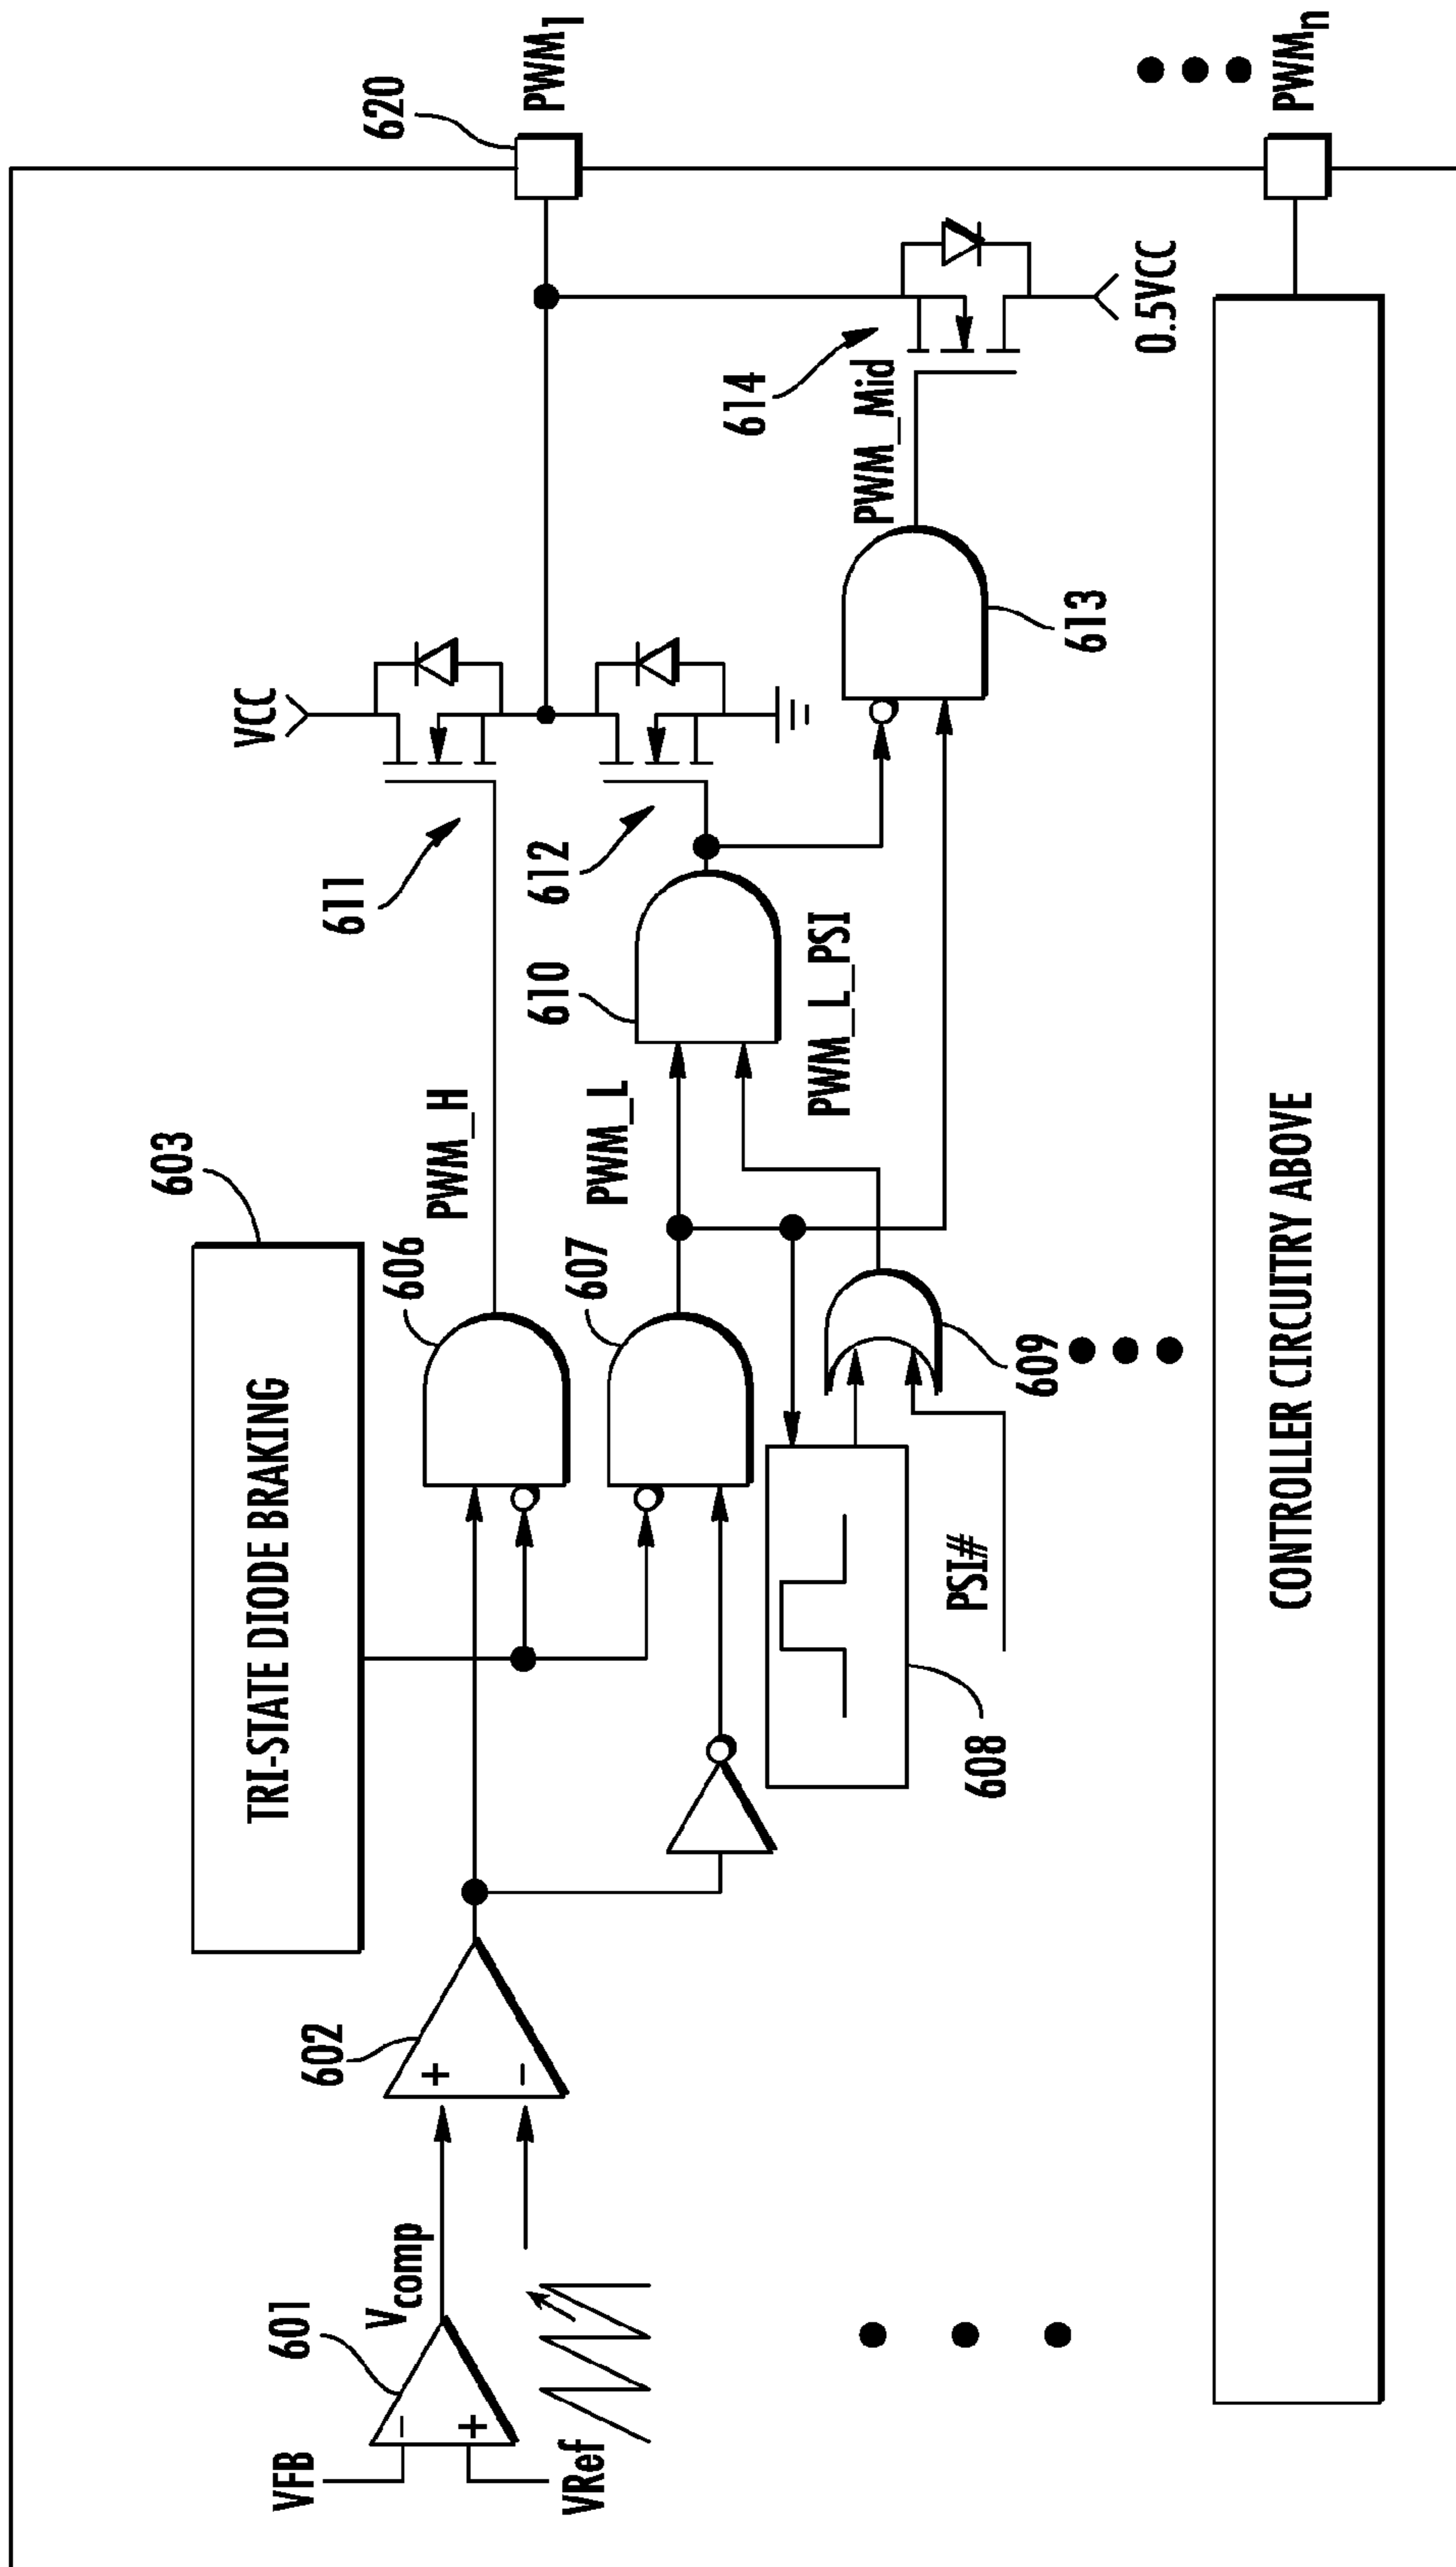 603
TRI-STATE DIODE BRAKING
VCC
620
PWM1
601
602
606
PWM_H
611
VFB
Vcomp
- +
+ -
VRef
607
PWM_L
610
612
614
PWM_L_PSI
PWM_Mid
PSI#
608
609
613
0.5VCC
CONTROLLER CIRCUITRY ABOVE
PWMn